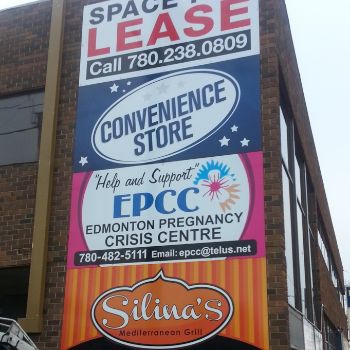 SPACE
LEASE
Call 780.238.0809
CONVENIENCE
STORE
"Help and Support"
EPCC
EDMONTON PREGNANCY
CRISIS CENTRE
780-482-5111 Email: epcc@telus.net
Silina's
Mediterranean Grill